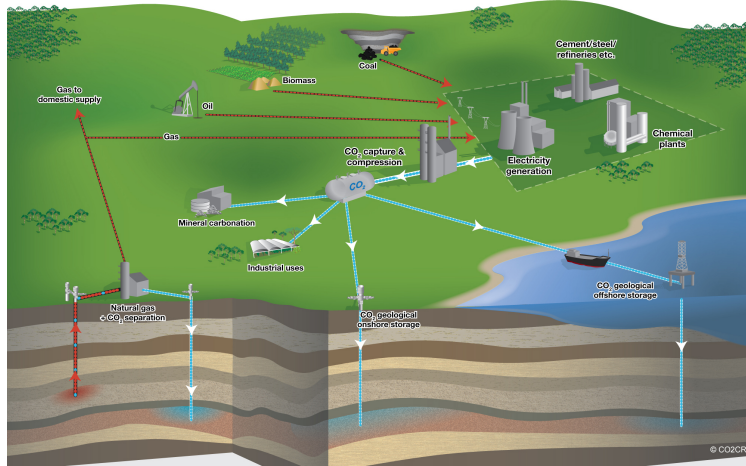 Cement/steel/
refineries etc.
Coal
Biomass
Gas to
domestic supply
Oil
Gas
Chemical
plants
CO₂ capture &
compression
Electricity
generation
CO₂
Mineral carbonation
Industrial uses
CO₂ geological
offshore storage
Natural gas
+ CO₂ separation
CO₂ geological
onshore storage
© CO2CR